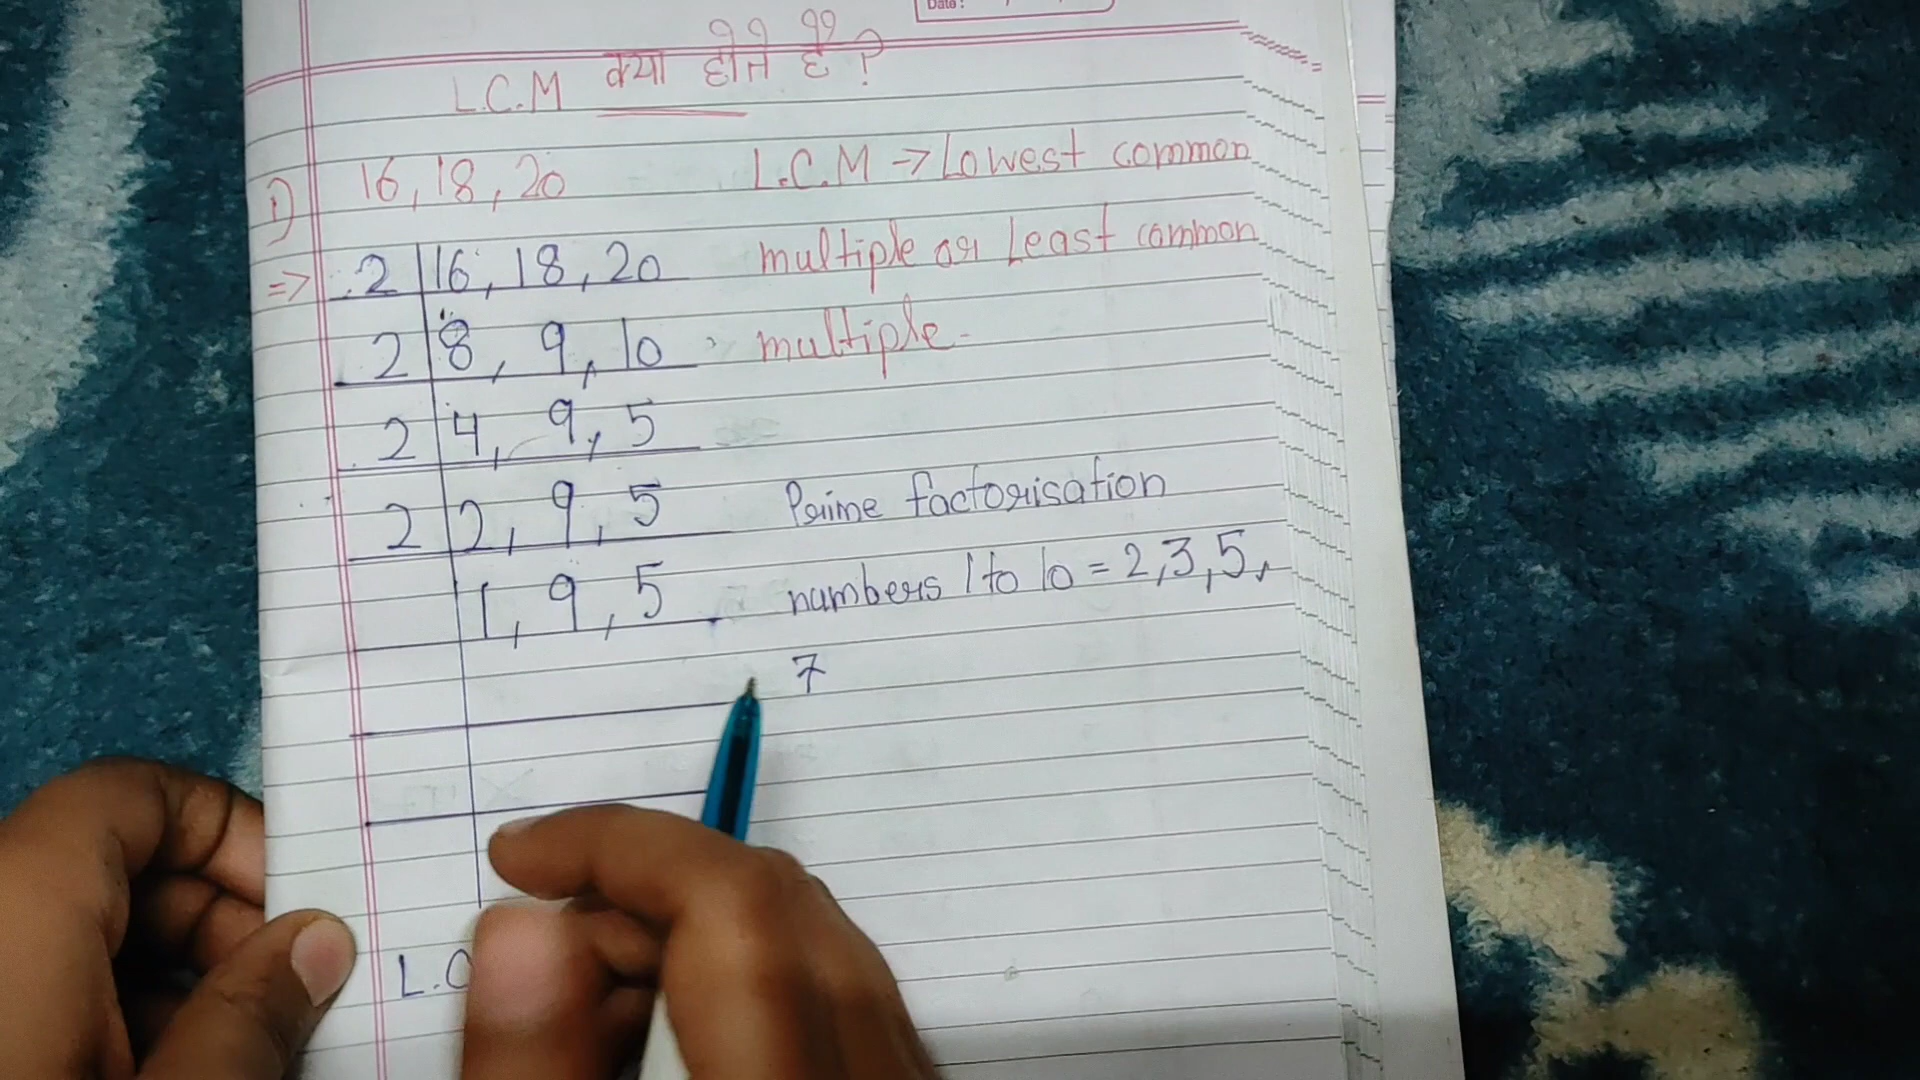 Date :
L.C.M क्या होते है ?
1) 16, 18, 20
L.C.M → Lowest common
multiple or Least common
multiple.
=> 2 | 16, 18, 20
2 | 8, 9, 10
2 | 4, 9, 5
2 | 2, 9, 5
1, 9, 5
Prime factorisation
numbers 1 to 10 = 2, 3, 5,
7
L.C